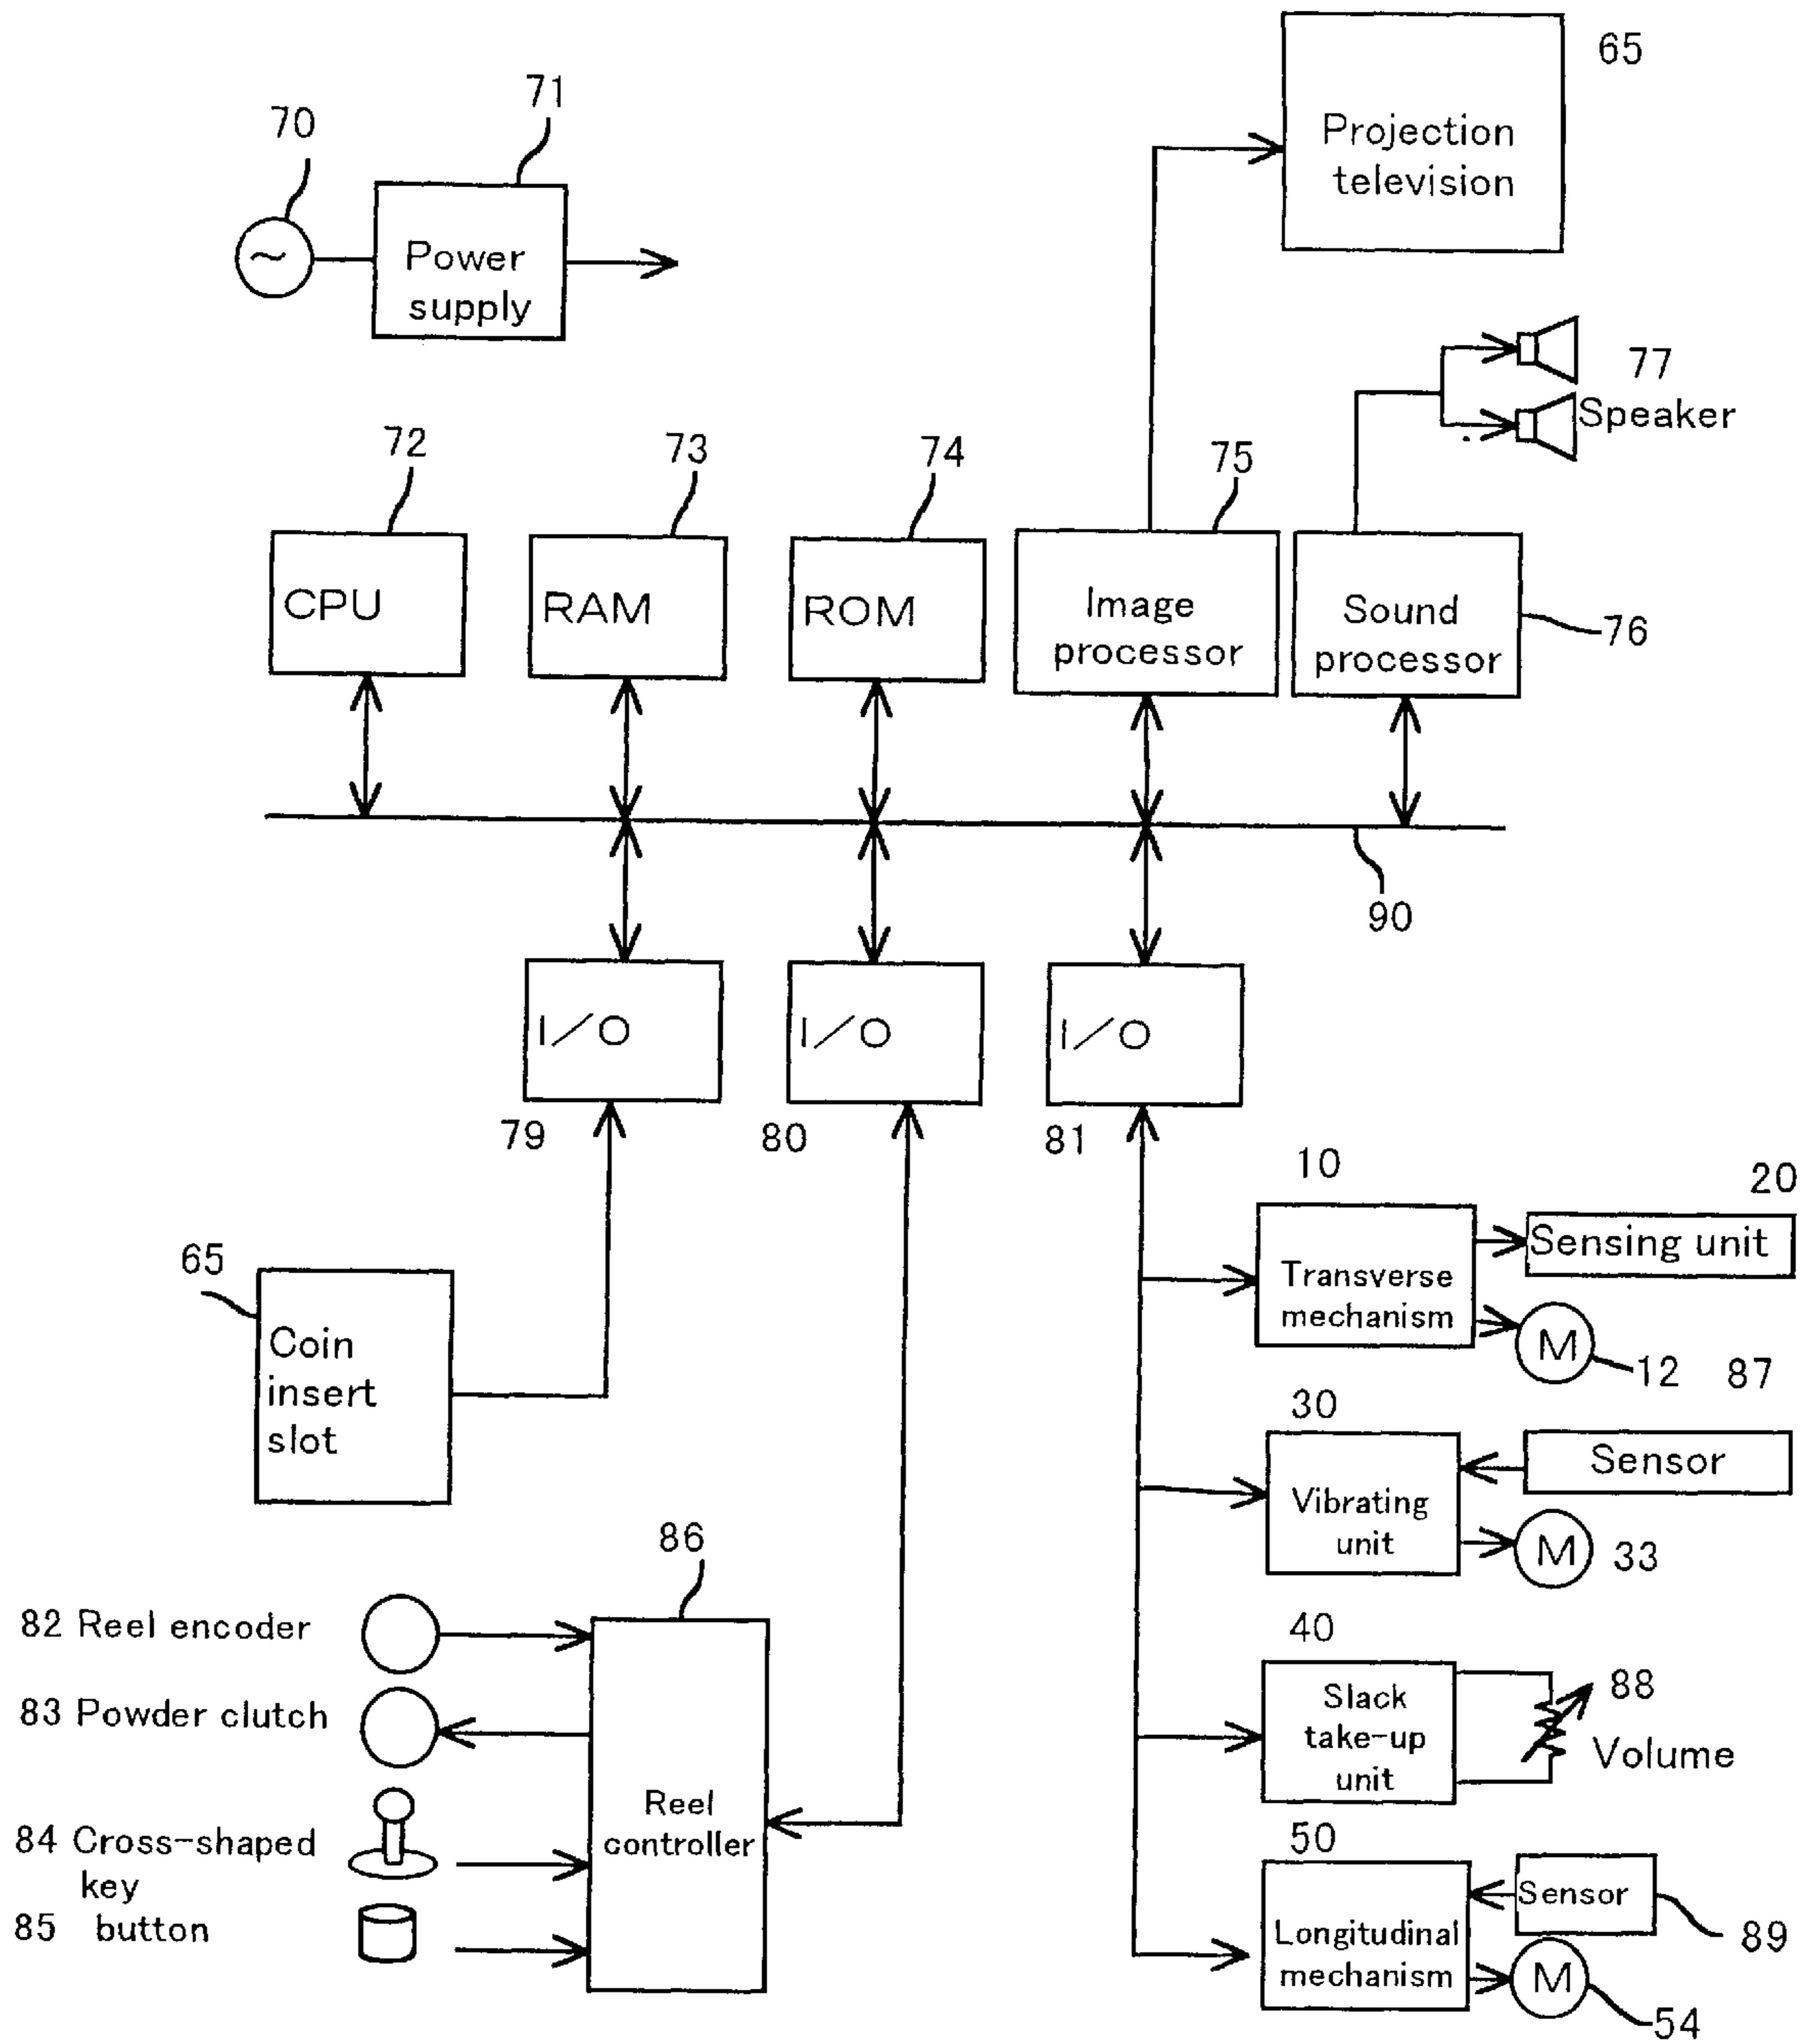 65
Projection
television
70
71
~
Power
supply
77
Speaker
72
73
74
75
76
CPU
RAM
ROM
Image
processor
Sound
processor
90
I/O
I/O
I/O
79
80
81
65
Coin
insert
slot
10
20
Transverse
mechanism
Sensing unit
M
12
87
30
Vibrating
unit
Sensor
M
33
40
Slack
take-up
unit
88
Volume
50
Longitudinal
mechanism
Sensor
89
M
54
86
Reel
controller
82 Reel encoder
83 Powder clutch
84 Cross-shaped
key
85 button